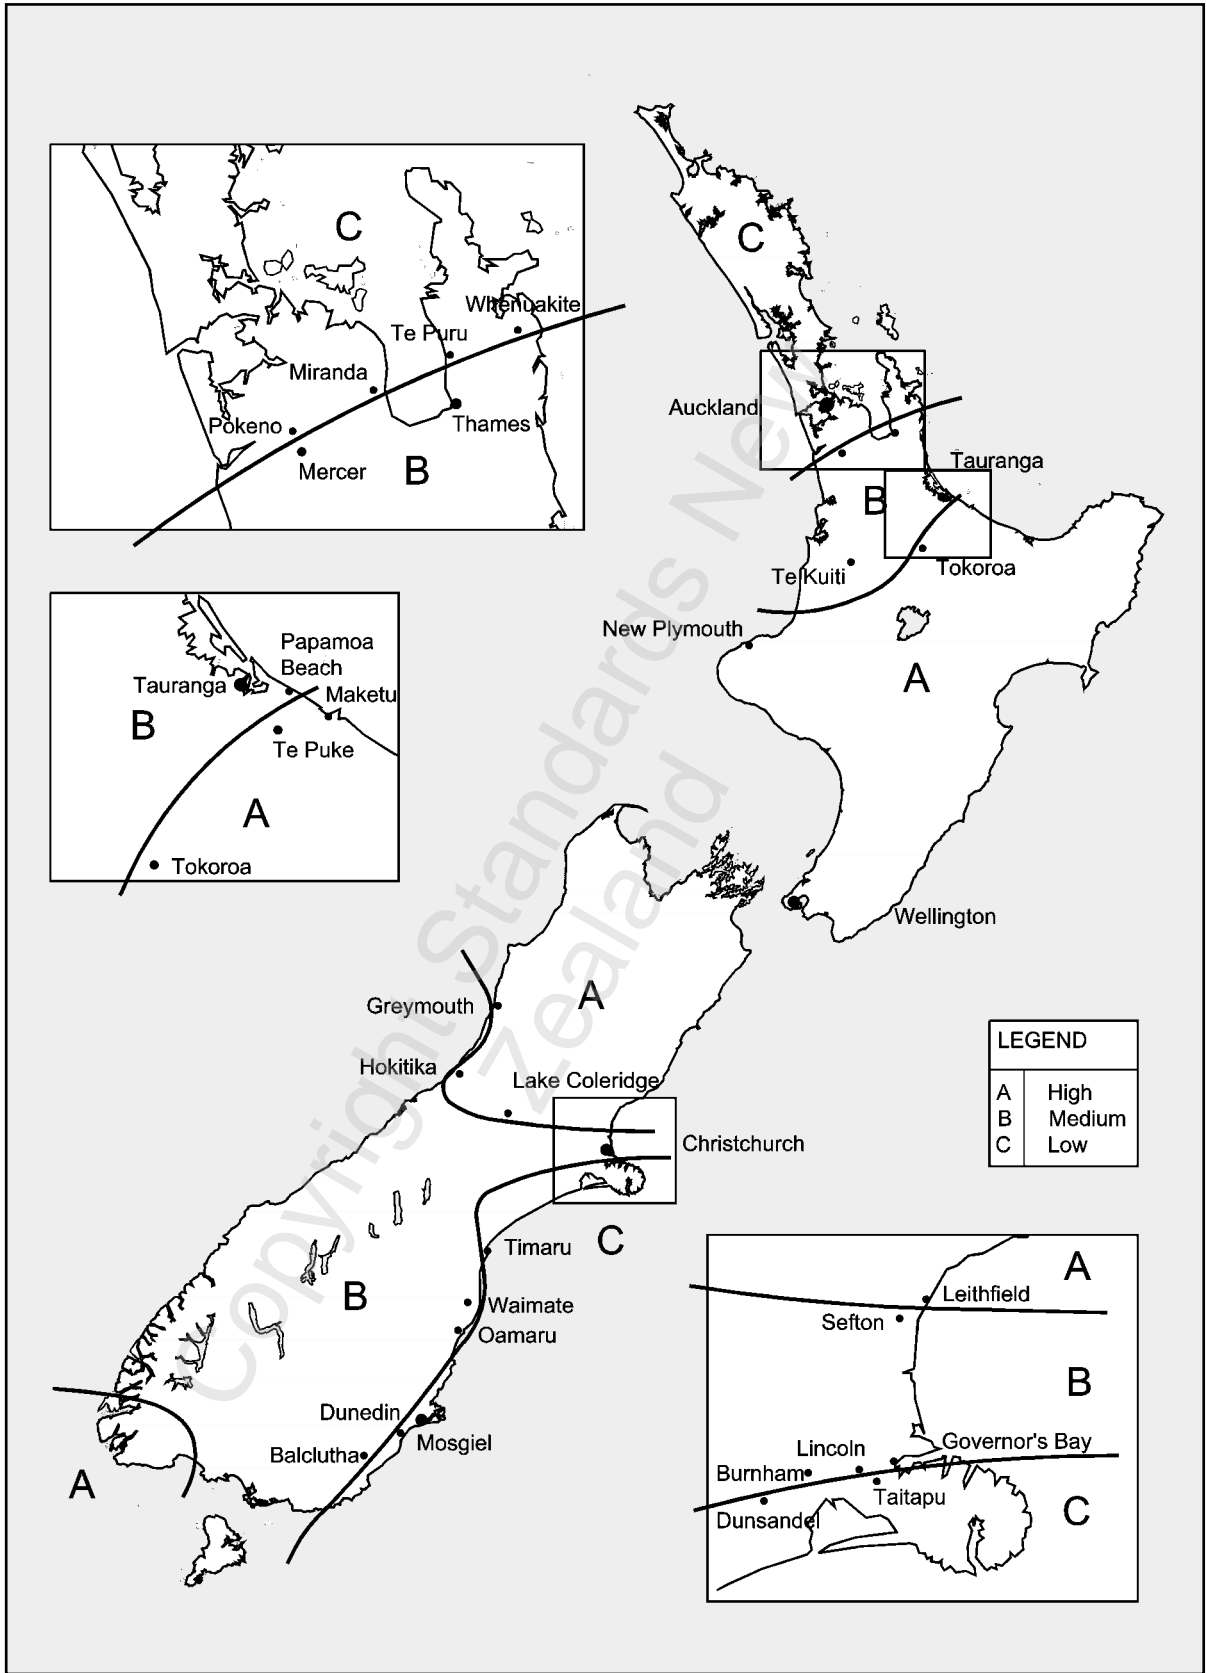 C
Whenuakite
Te Puru
Miranda
Pokeno
Thames
Mercer
B
C
Auckland
Tauranga
B
Te Kuiti
Tokoroa
New Plymouth
A
Wellington
Papamoa
Beach
Tauranga
Maketu
B
Te Puke
A
Tokoroa
Greymouth
A
Hokitika
Lake Coleridge
Christchurch
C
Timaru
B
Waimate
Oamaru
Dunedin
Mosgiel
Balclutha
A
LEGEND
A High
B Medium
C Low
A
Leithfield
Sefton
B
Governor's Bay
Lincoln
Burnham
Taitapu
Dunsandel
C
Copyright Standards New
Zealand